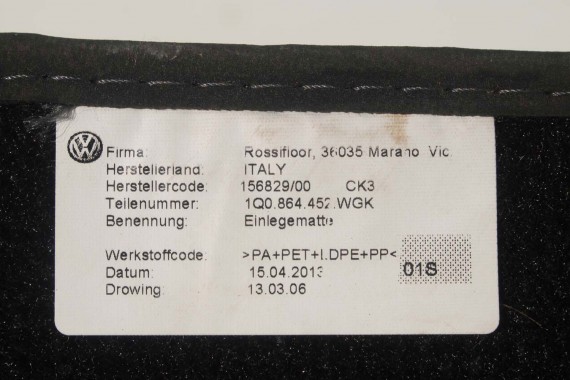 VW
Firma: Rossifloor, 36035 Marano Vic.
Herstellerland: ITALY
Herstellercode: 156829/00 CK3
Teilenummer: 1Q0.864.452.WGK
Benennung: Einlegematte
Werkstoffcode: >PA+PET+LDPE+PP<
Datum: 15.04.2013 01S
Drowing: 13.03.06